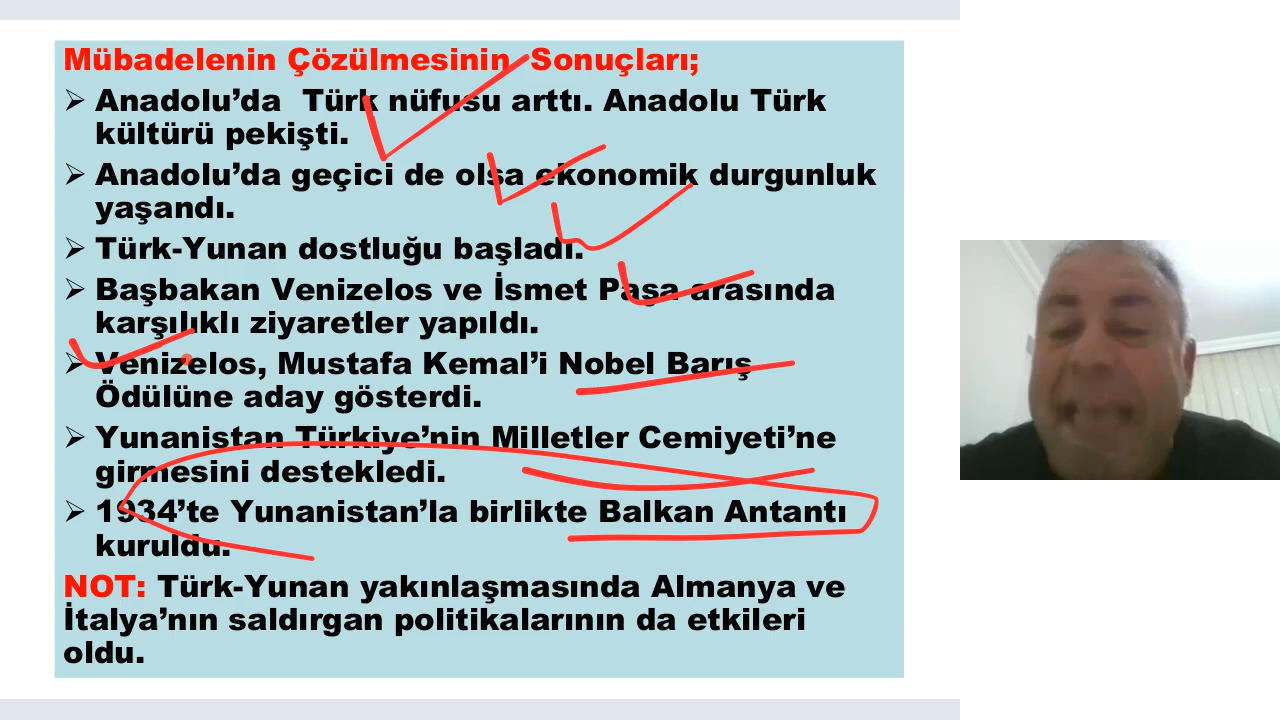 Mübadelenin Çözülmesinin Sonuçları;
➢ Anadolu’da Türk nüfusu arttı. Anadolu Türk
kültürü pekişti.
➢ Anadolu’da geçici de olsa ekonomik durgunluk
yaşandı.
➢ Türk-Yunan dostluğu başladı.
➢ Başbakan Venizelos ve İsmet Paşa arasında
karşılıklı ziyaretler yapıldı.
➢ Venizelos, Mustafa Kemal’i Nobel Barış
Ödülüne aday gösterdi.
➢ Yunanistan Türkiye’nin Milletler Cemiyeti’ne
girmesini destekledi.
➢ 1934’te Yunanistan’la birlikte Balkan Antantı
kuruldu.
NOT: Türk-Yunan yakınlaşmasında Almanya ve
İtalya’nın saldırgan politikalarının da etkileri
oldu.